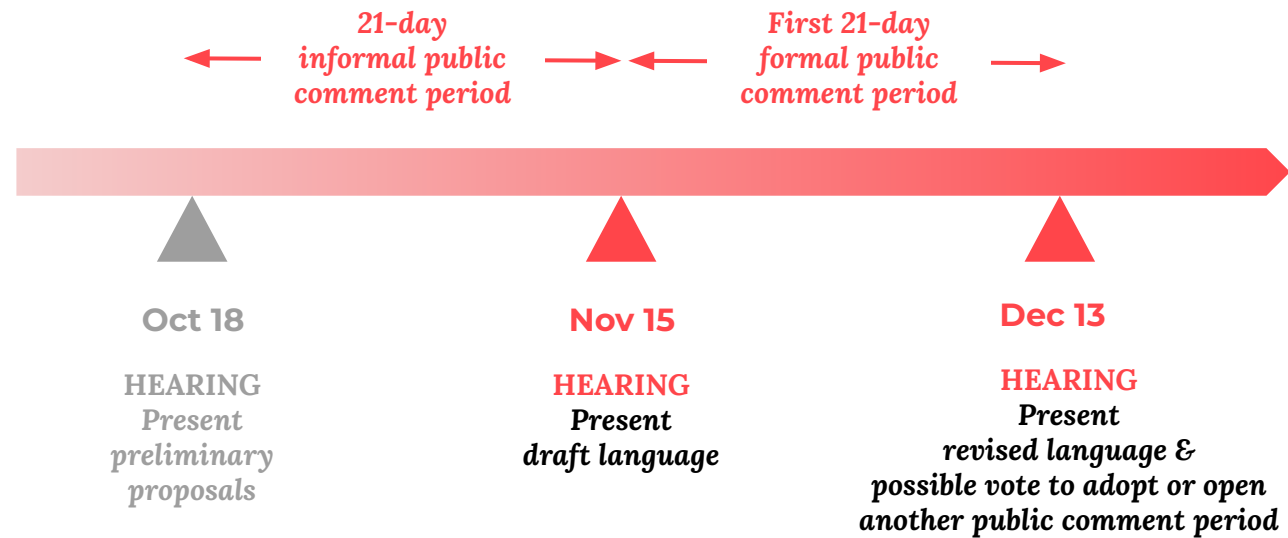 21-day
informal public
comment period
First 21-day
formal public
comment period
Oct 18
HEARING
Present
preliminary
proposals
Nov 15
HEARING
Present
draft language
Dec 13
HEARING
Present
revised language &
possible vote to adopt or open
another public comment period